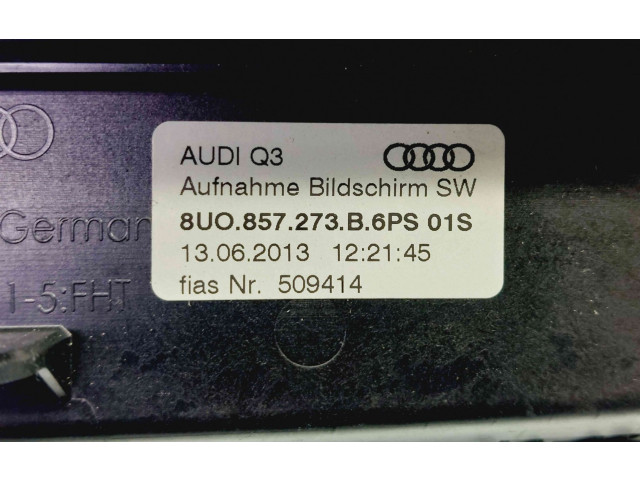 AUDI Q3
Aufnahme Bildschirm SW
8UO.857.273.B.6PS 01S
13.06.2013 12:21:45
fias Nr. 509414
German
1-5:FHT